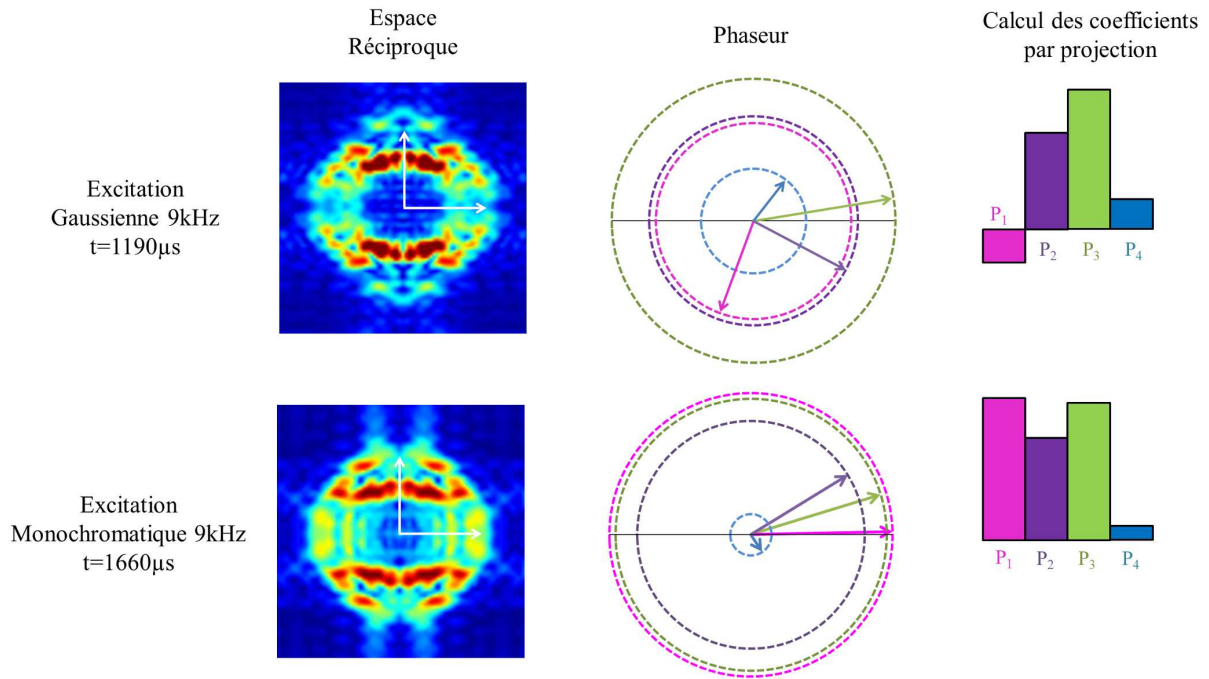 Espace
Réciproque
Phaseur
Calcul des coefficients
par projection
Excitation
Gaussienne 9kHz
t=1190µs
P₁
P₂ P₃ P₄
Excitation
Monochromatique 9kHz
t=1660µs
P₁ P₂ P₃ P₄